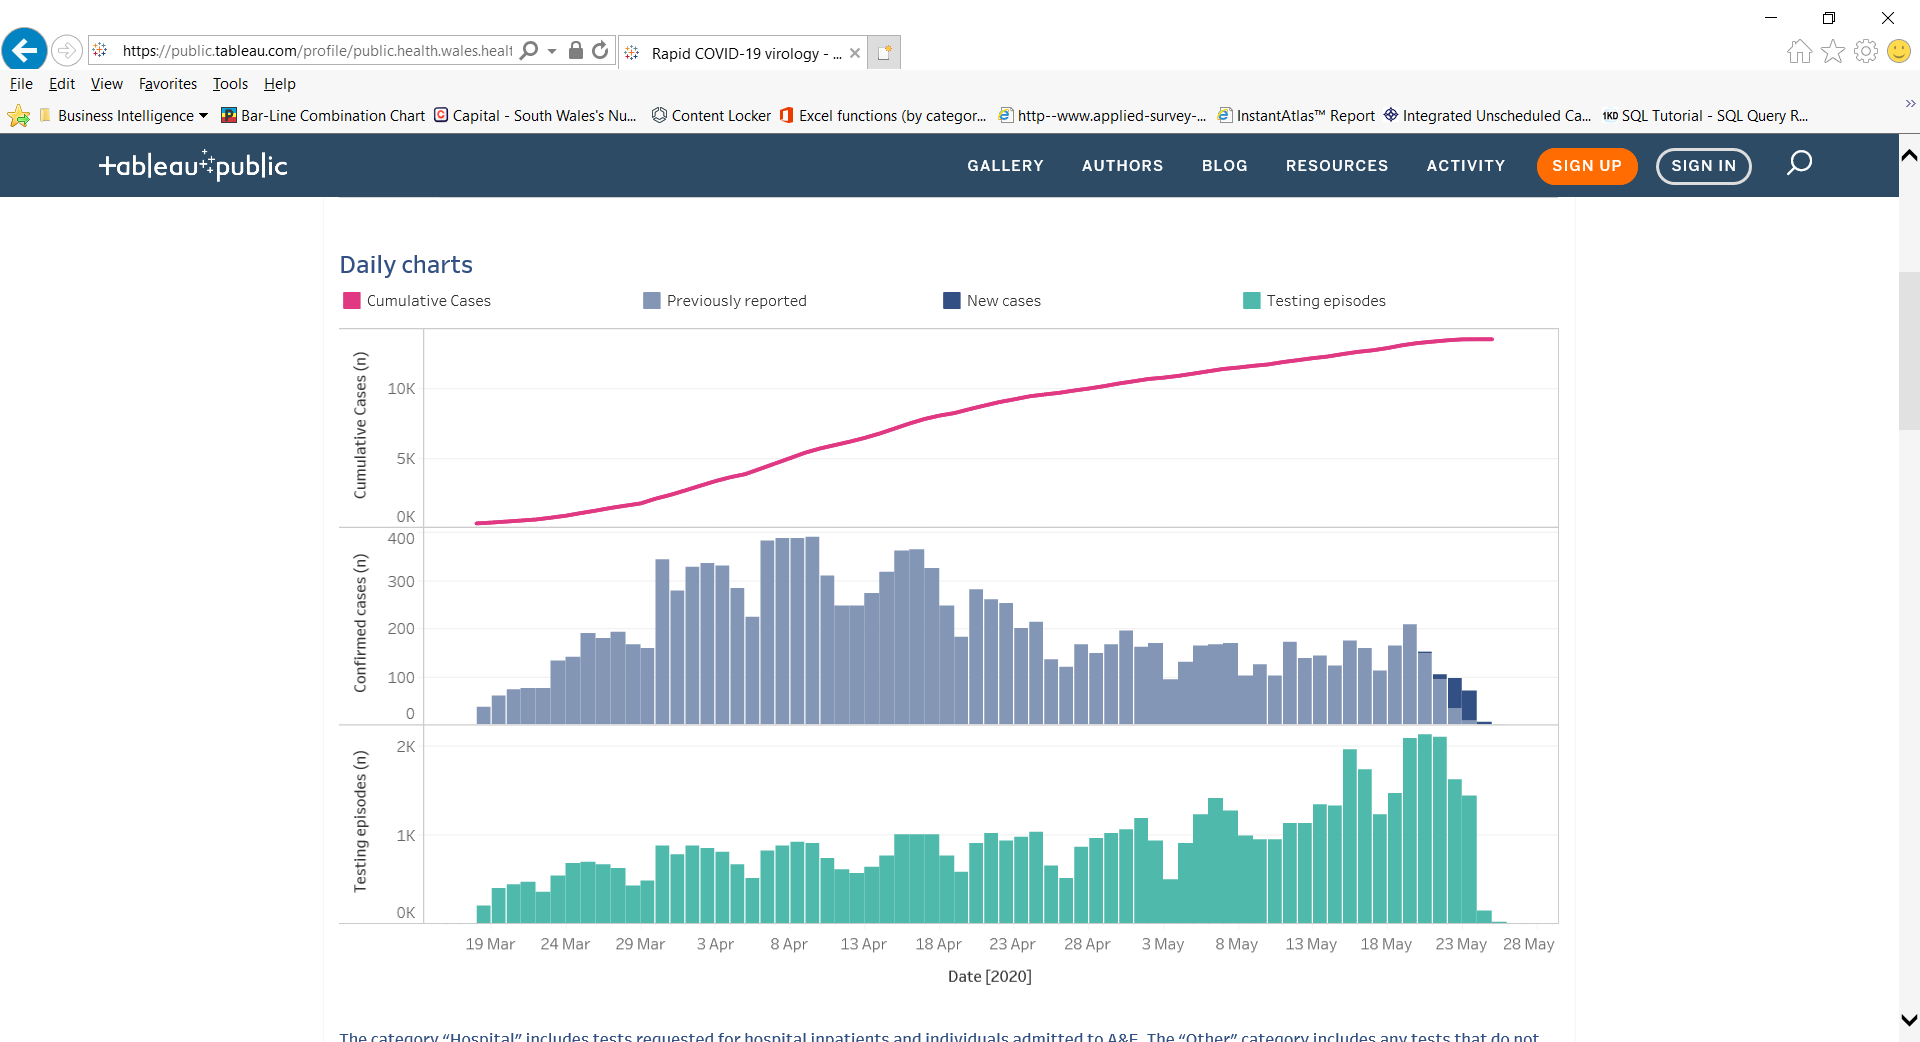 https://public.tableau.com/profile/public.health.wales.healt
Rapid COVID-19 virology - ...
File Edit View Favorites Tools Help
Business Intelligence Bar-Line Combination Chart Capital - South Wales's Nu... Content Locker Excel functions (by categor... http--www.applied-survey-... InstantAtlas™ Report Integrated Unscheduled Ca... 1KD SQL Tutorial - SQL Query R...
+ableau public GALLERY AUTHORS BLOG RESOURCES ACTIVITY SIGN UP SIGN IN
Daily charts
Cumulative Cases Previously reported New cases Testing episodes
Cumulative Cases (n)
10K
5K
0K
Confirmed cases (n)
400
300
200
100
0
Testing episodes (n)
2K
1K
0K
19 Mar 24 Mar 29 Mar 3 Apr 8 Apr 13 Apr 18 Apr 23 Apr 28 Apr 3 May 8 May 13 May 18 May 23 May 28 May
Date [2020]
The category “Hospital” includes tests requested for hospital inpatients and individuals admitted to A&E. The “Other” category includes any tests that do not